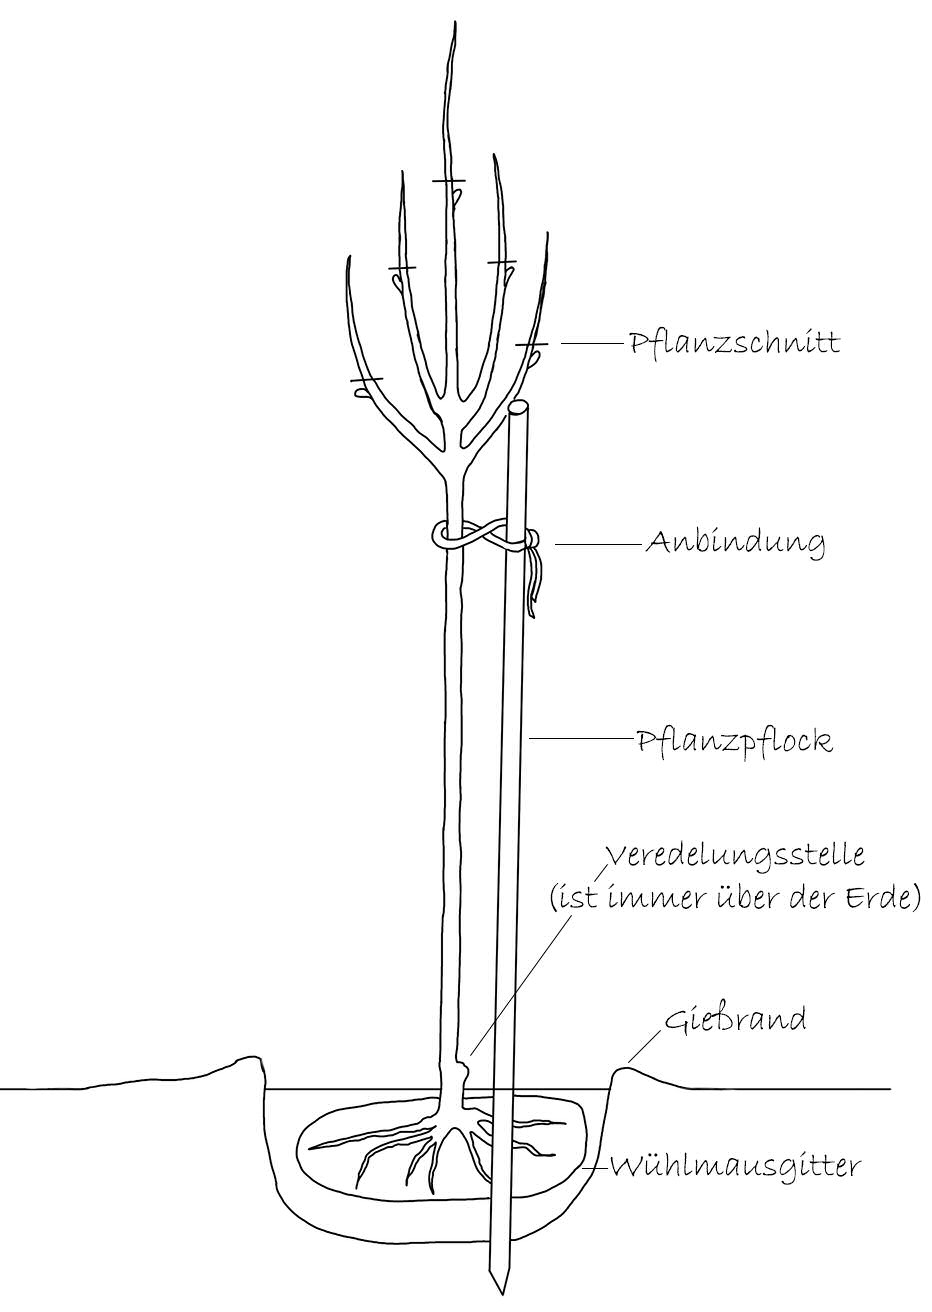 Pflanzschnitt
Anbindung
Pflanzpflock
Veredelungsstelle
(ist immer über der Erde)
Gießrand
Wühlmausgitter